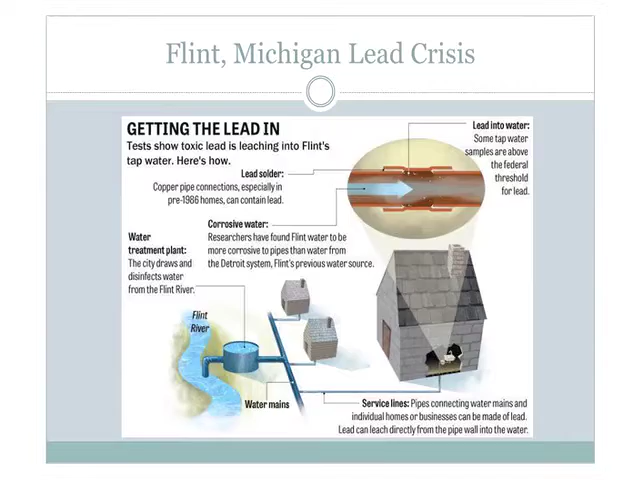 Flint, Michigan Lead Crisis
GETTING THE LEAD IN
Tests show toxic lead is leaching into Flint's
tap water. Here's how.
Lead solder:
Copper pipe connections, especially in
pre-1986 homes, can contain lead.
Lead into water:
Some tap water
samples are above
the federal
threshold
for lead.
Corrosive water:
Researchers have found Flint water to be
more corrosive to pipes than water from
the Detroit system, Flint's previous water source.
Water
treatment plant:
The city draws and
disinfects water
from the Flint River.
Flint
River
Water mains
Service lines: Pipes connecting water mains and
individual homes or businesses can be made of lead.
Lead can leach directly from the pipe wall into the water.